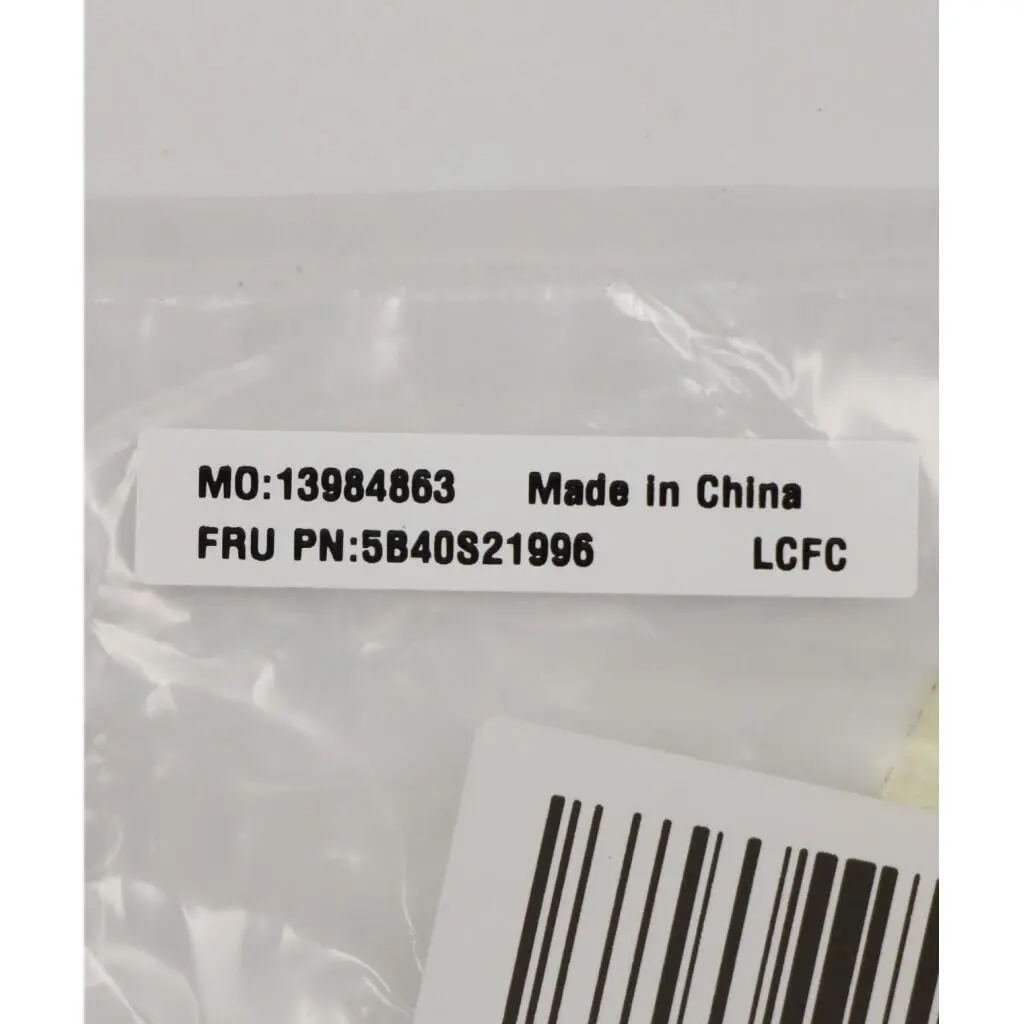 MO:13984863 Made in China
FRU PN:5B40S21996 LCFC